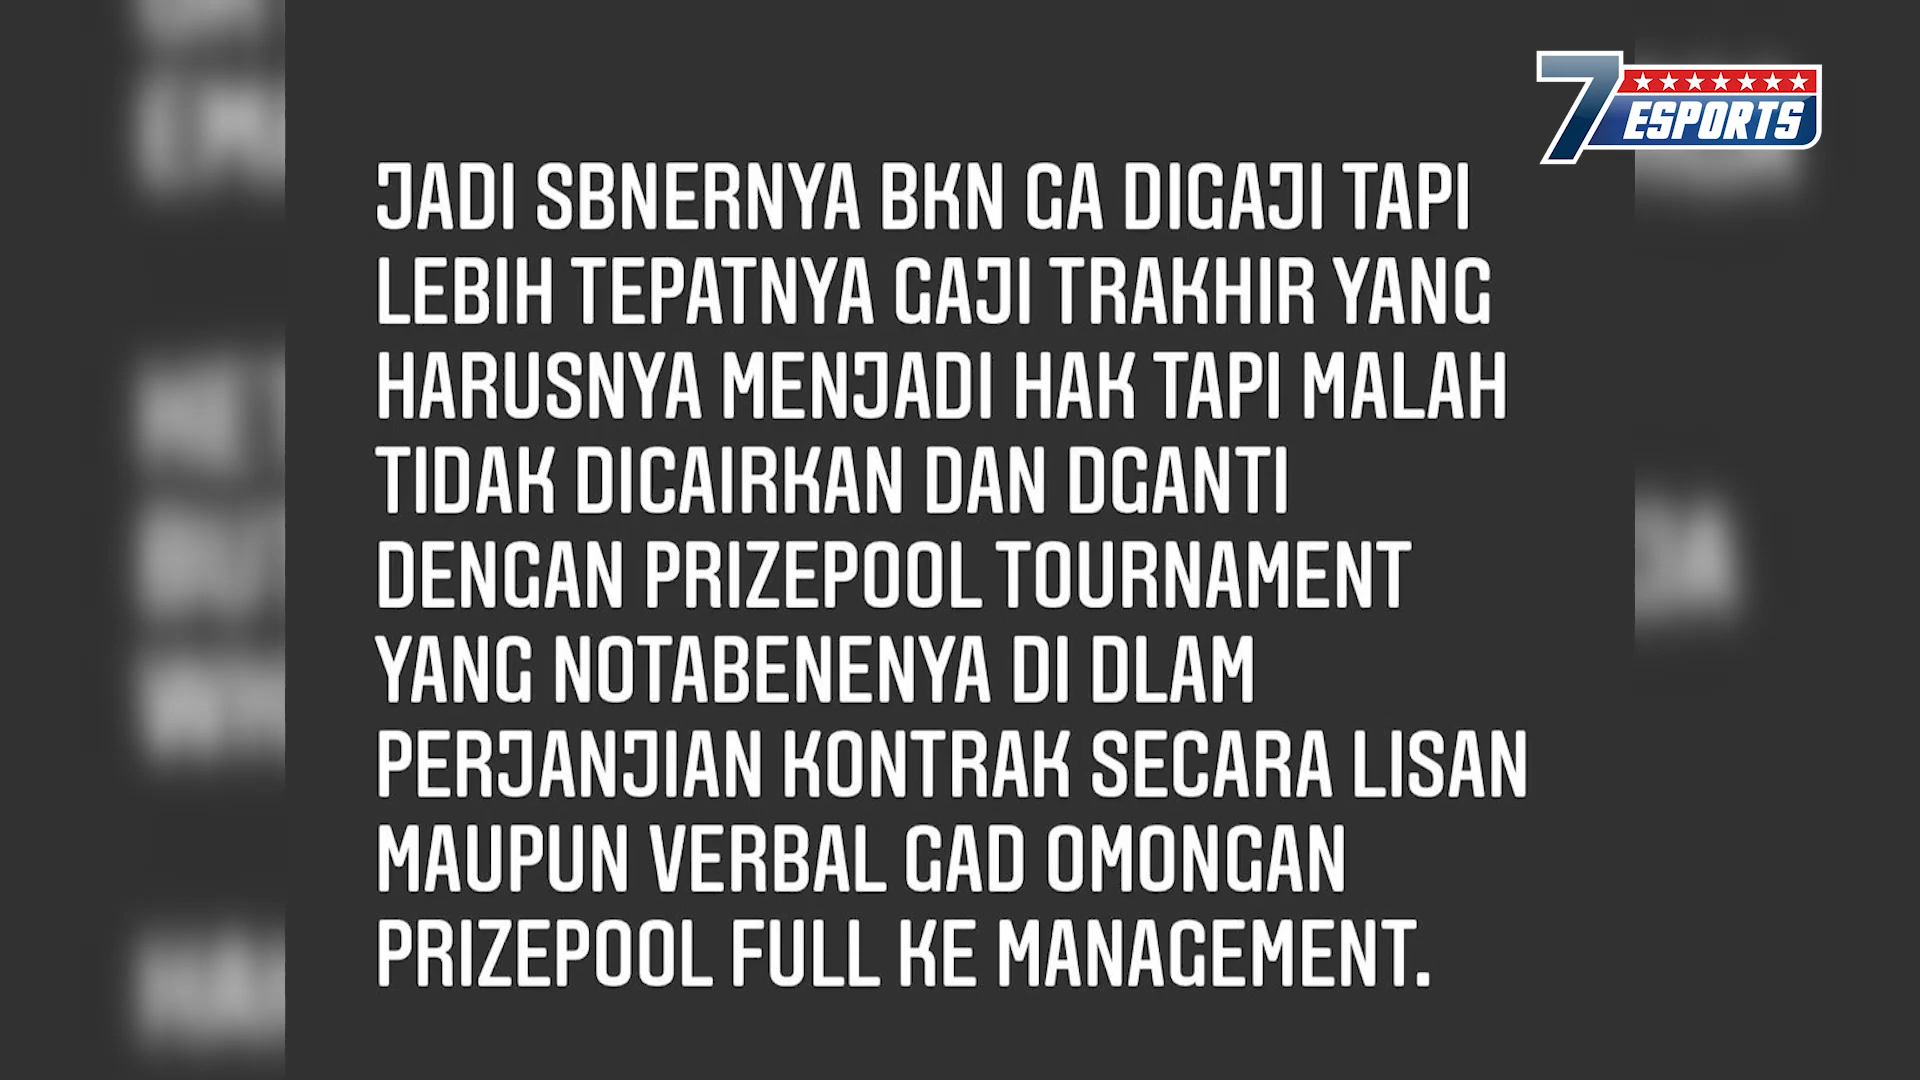 7 ESPORTS
JADI SBNERNYA BKN GA DIGAJI TAPI
LEBIH TEPATNYA GAJI TRAKHIR YANG
HARUSNYA MENJADI HAK TAPI MALAH
TIDAK DICAIRKAN DAN DGANTI
DENGAN PRIZEPOOL TOURNAMENT
YANG NOTABENENYA DI DLAM
PERJANJIAN KONTRAK SECARA LISAN
MAUPUN VERBAL GAD OMONGAN
PRIZEPOOL FULL KE MANAGEMENT.